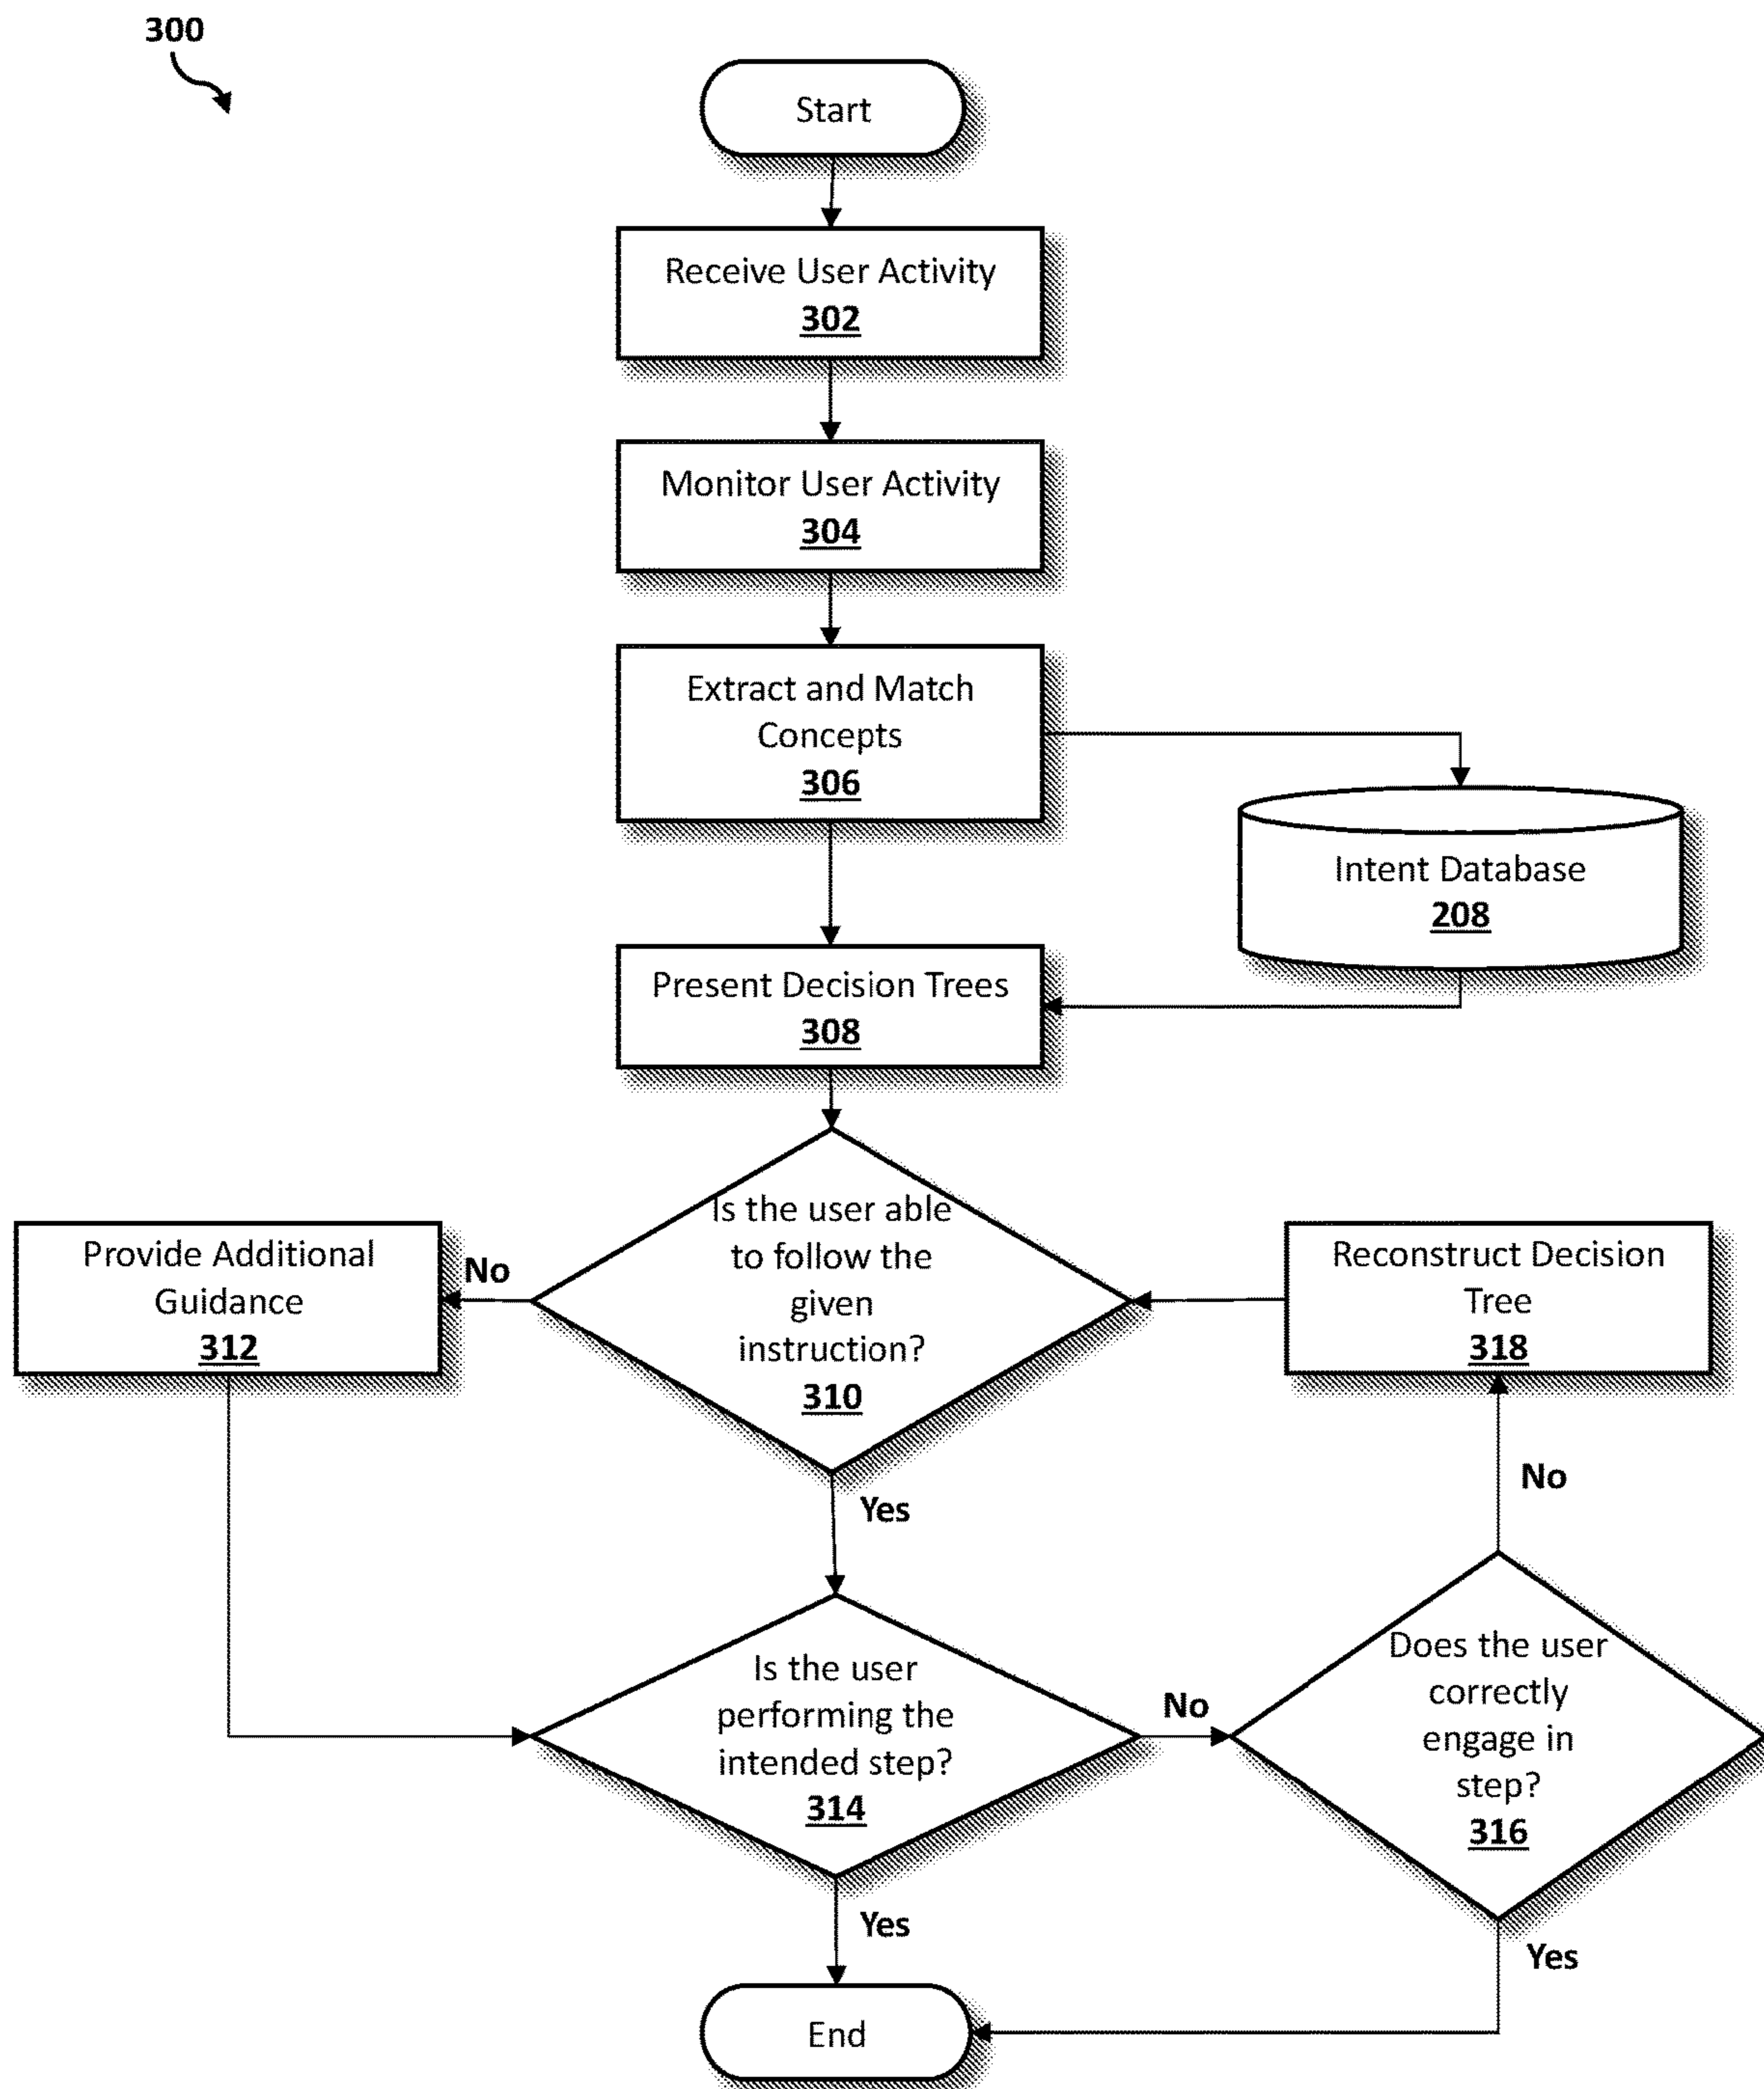 300
Start
Receive User Activity
302
Monitor User Activity
304
Extract and Match
Concepts
306
Intent Database
208
Present Decision Trees
308
Is the user able
to follow the
given
instruction?
310
No
Provide Additional
Guidance
312
Reconstruct Decision
Tree
318
Yes
No
Is the user
performing the
intended step?
314
No
Does the user
correctly
engage in
step?
316
Yes
Yes
End